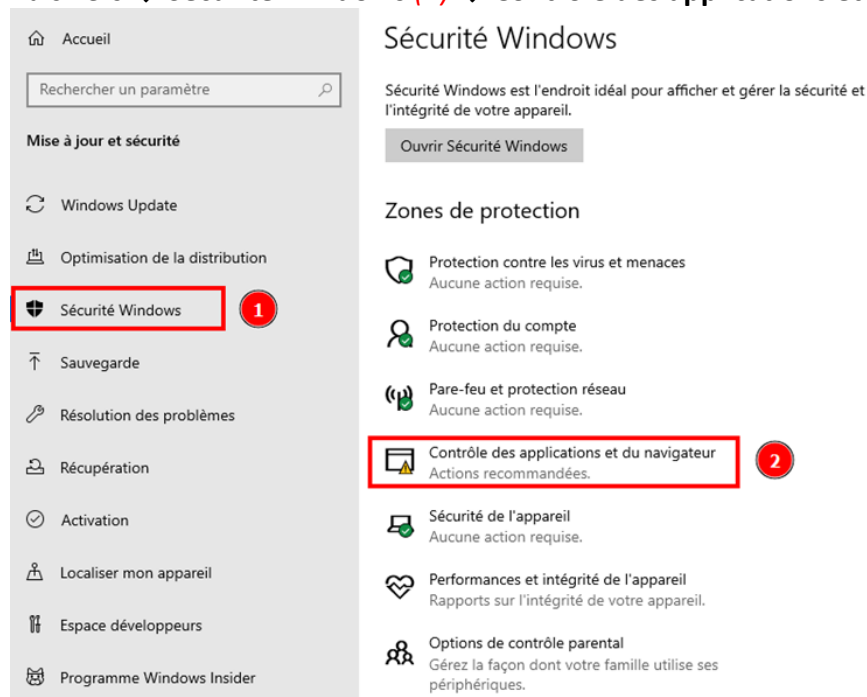 Accueil
Rechercher un paramètre
Mise à jour et sécurité
Windows Update
Optimisation de la distribution
Sécurité Windows
1
Sauvegarde
Résolution des problèmes
Récupération
Activation
Localiser mon appareil
Espace développeurs
Programme Windows Insider
Sécurité Windows
Sécurité Windows est l'endroit idéal pour afficher et gérer la sécurité et
l'intégrité de votre appareil.
Ouvrir Sécurité Windows
Zones de protection
Protection contre les virus et menaces
Aucune action requise.
Protection du compte
Aucune action requise.
Pare-feu et protection réseau
Aucune action requise.
Contrôle des applications et du navigateur
Actions recommandées.
2
Sécurité de l'appareil
Aucune action requise.
Performances et intégrité de l'appareil
Rapports sur l'intégrité de votre appareil.
Options de contrôle parental
Gérez la façon dont votre famille utilise ses
périphériques.